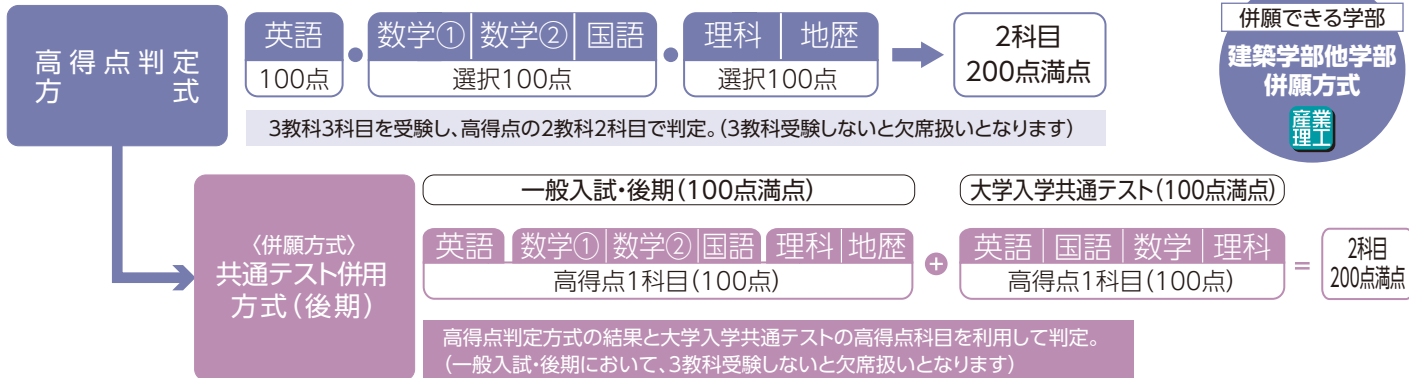 高得点判定
方式
英語
100点
数学① 数学② 国語
選択100点
理科 地歴
選択100点
2科目
200点満点
3教科3科目を受験し、高得点の2教科2科目で判定。(3教科受験しないと欠席扱いとなります)
併願できる学部
建築学部他学部
併願方式
産業
理工
〈併願方式〉
共通テスト併用
方式(後期)
一般入試・後期(100点満点)
英語 数学① 数学② 国語 理科 地歴
高得点1科目(100点)
+
大学入学共通テスト(100点満点)
英語 国語 数学 理科
高得点1科目(100点)
=
2科目
200点満点
高得点判定方式の結果と大学入学共通テストの高得点科目を利用して判定。
(一般入試・後期において、3教科受験しないと欠席扱いとなります)